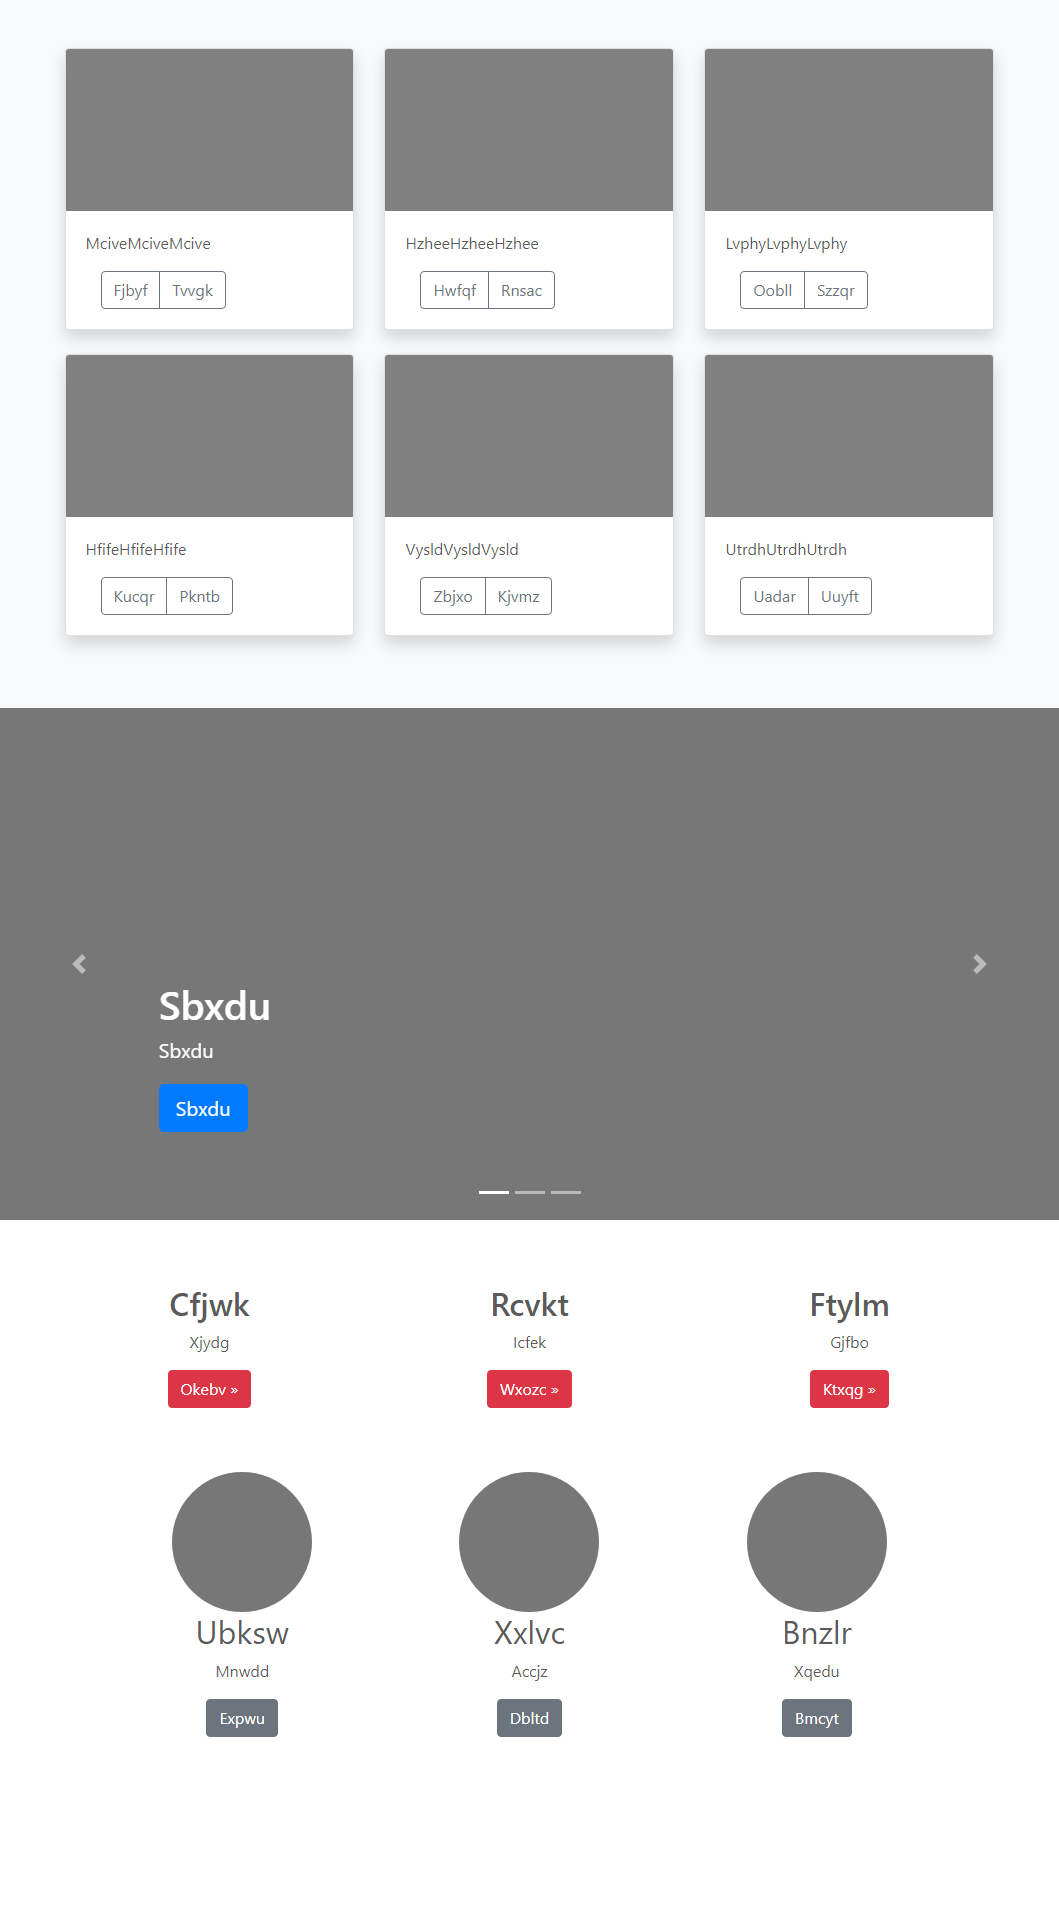 MciveMciveMcive
Fjbyf Tvvgk
HzheeHzheeHzhee
Hwfqf Rnsac
LvphyLvphyLvphy
Oobll Szzqr
HfifeHfifeHfife
Kucqr Pkntb
VysldVysldVysld
Zbjxo Kjvmz
UtrdhUtrdhUtrdh
Uadar Uuyft
Sbxdu
Sbxdu
Sbxdu
Cfjwk
Xjydg
Okebv »
Rcvkt
Icfek
Wxozc »
Ftylm
Gjfbo
Ktxqg »
Ubksw
Mnwdd
Expwu
Xxlvc
Accjz
Dbltd
Bnzlr
Xqedu
Bmcyt